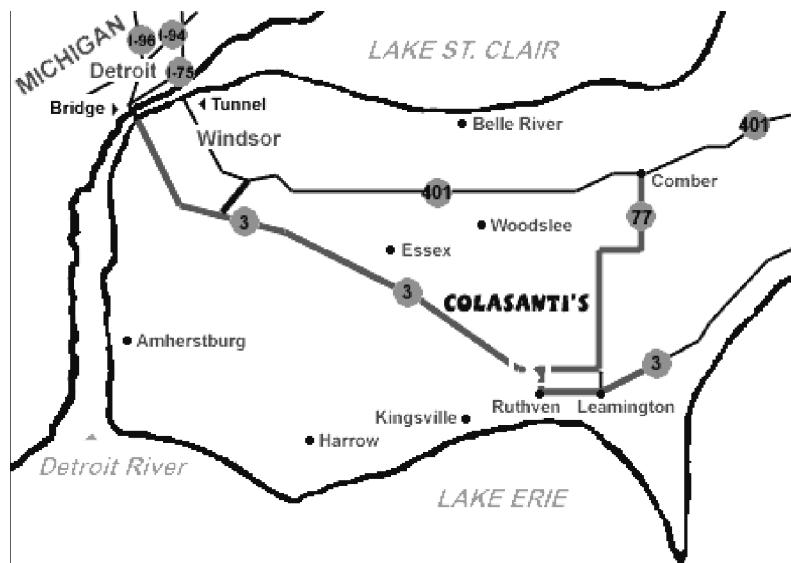 MICHIGAN
I-96
I-94
I-75
Detroit
LAKE ST. CLAIR
Bridge
Tunnel
Windsor
Belle River
401
401
Comber
77
3
Woodslee
Essex
3
COLASANTI'S
Amherstburg
3
Ruthven
Leamington
Kingsville
Harrow
Detroit River
LAKE ERIE